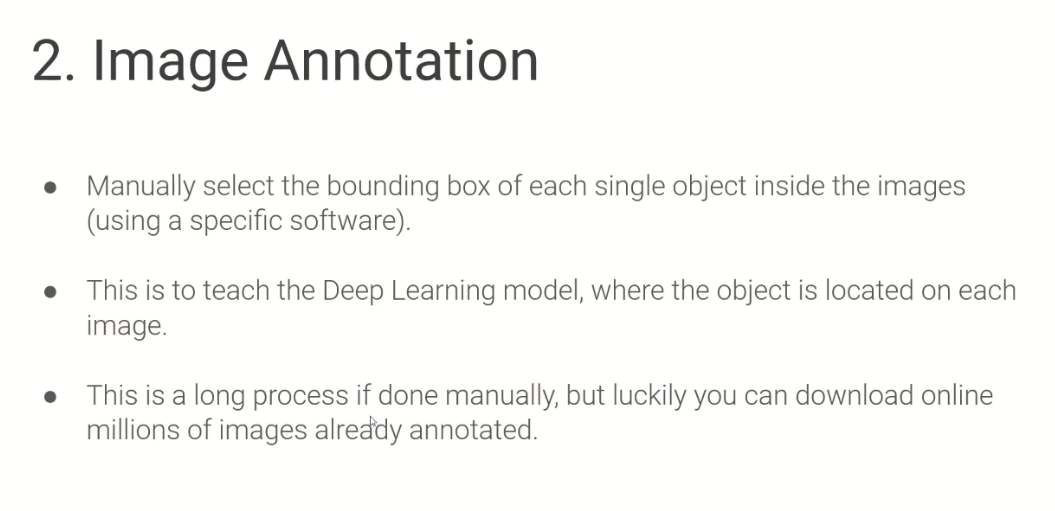 2. Image Annotation
● Manually select the bounding box of each single object inside the images
(using a specific software).
● This is to teach the Deep Learning model, where the object is located on each
image.
● This is a long process if done manually, but luckily you can download online
millions of images already annotated.